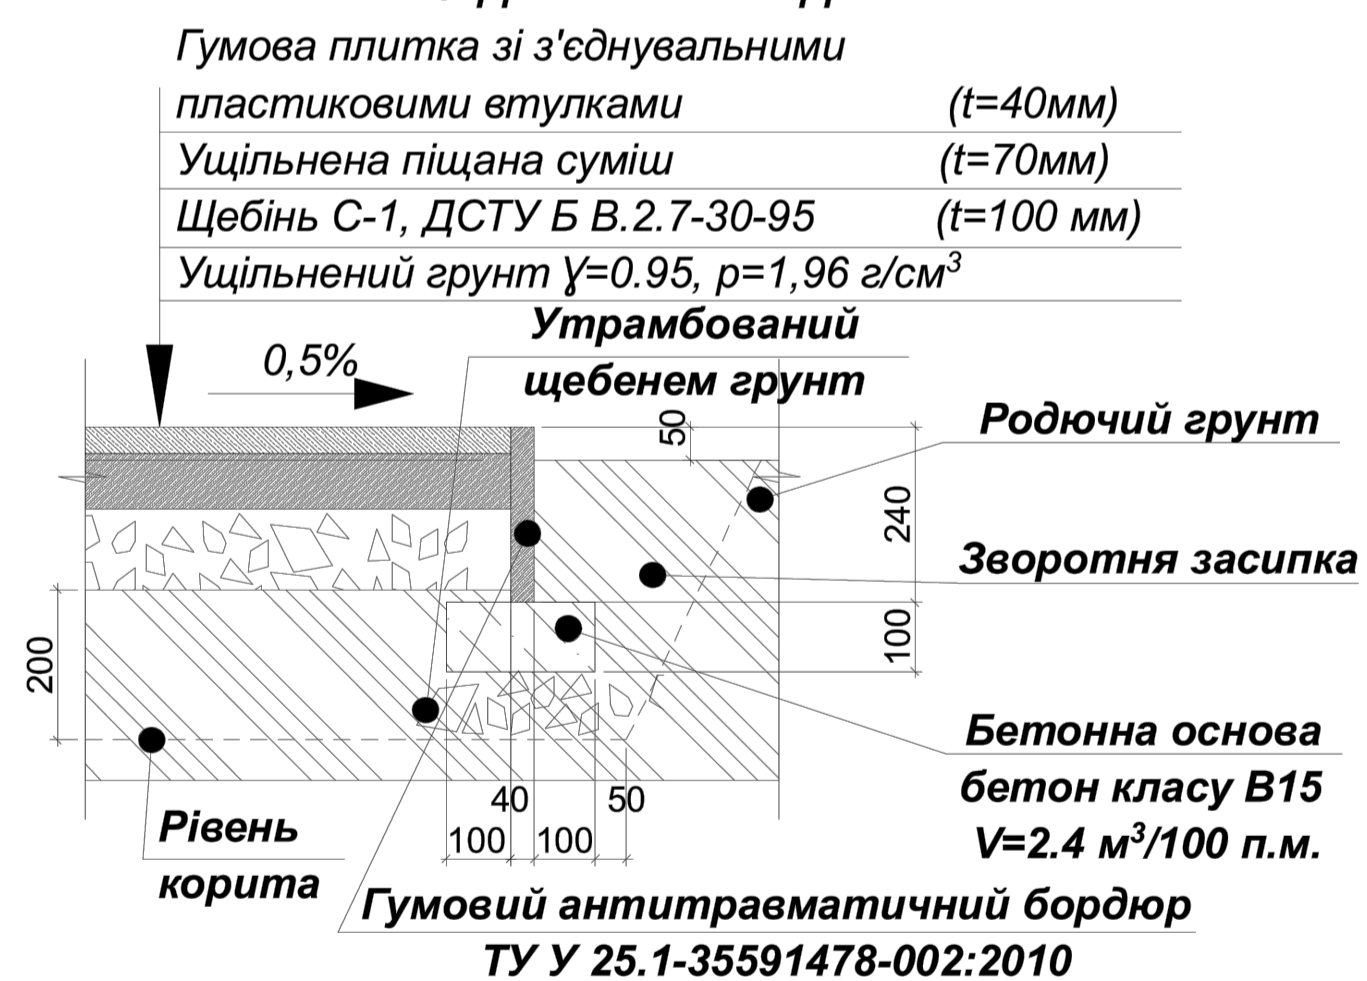 Гумова плитка зі з'єднувальними
пластиковими втулками (t=40мм)
Ущільнена піщана суміш (t=70мм)
Щебінь С-1, ДСТУ Б В.2.7-30-95 (t=100 мм)
Ущільнений грунт Ɣ=0.95, р=1,96 г/см³
Утрамбований
щебенем грунт
0,5%
50
Родючий грунт
240
Зворотня засипка
100
200
Бетонна основа
бетон класу В15
V=2.4 м³/100 п.м.
40 50
100 100
Рівень
корита
Гумовий антитравматичний бордюр
ТУ У 25.1-35591478-002:2010